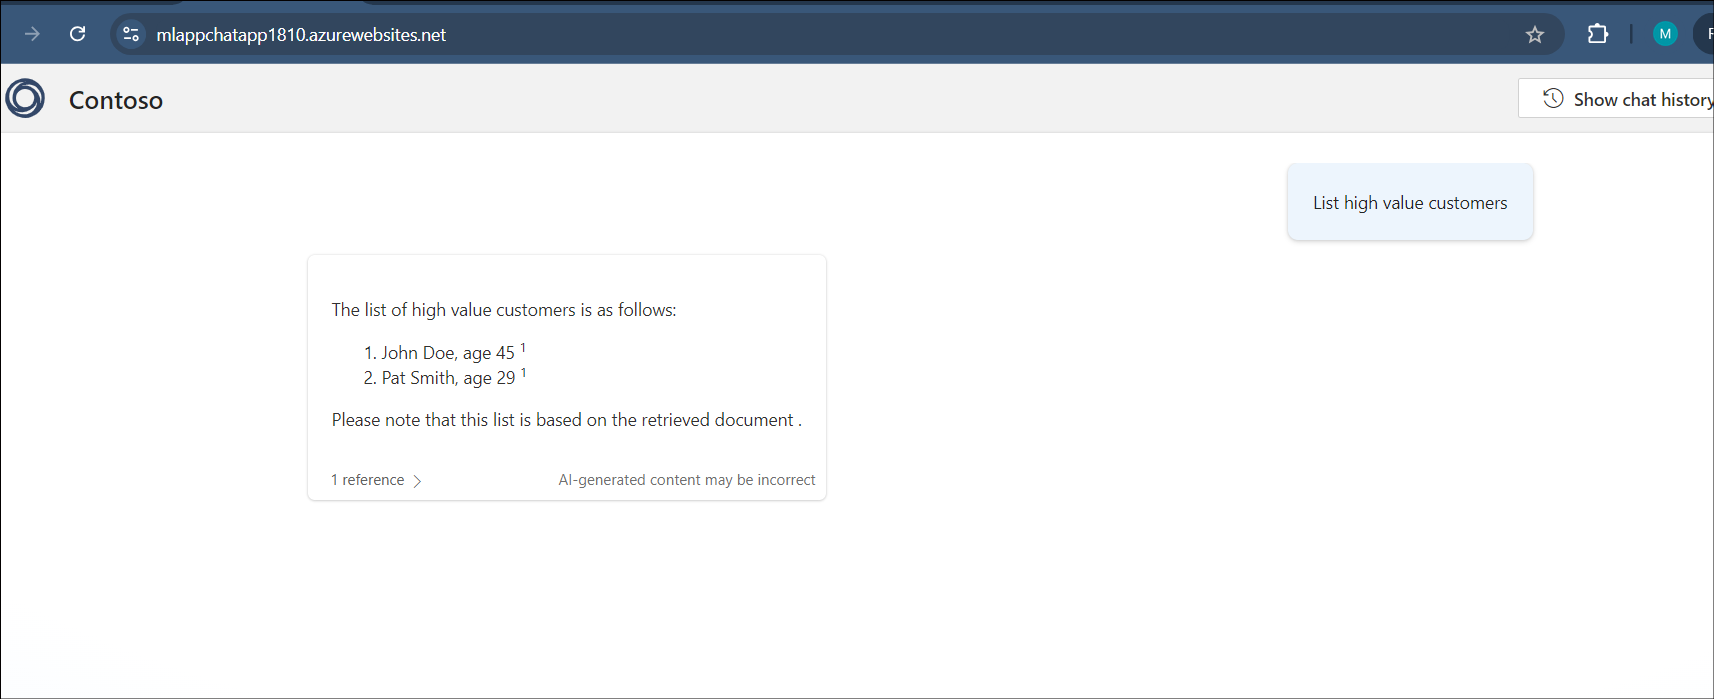 mlappchatapp1810.azurewebsites.net
M
F
Contoso
Show chat history
List high value customers
The list of high value customers is as follows:
1. John Doe, age 45 1
2. Pat Smith, age 29 1
Please note that this list is based on the retrieved document .
1 reference
AI-generated content may be incorrect